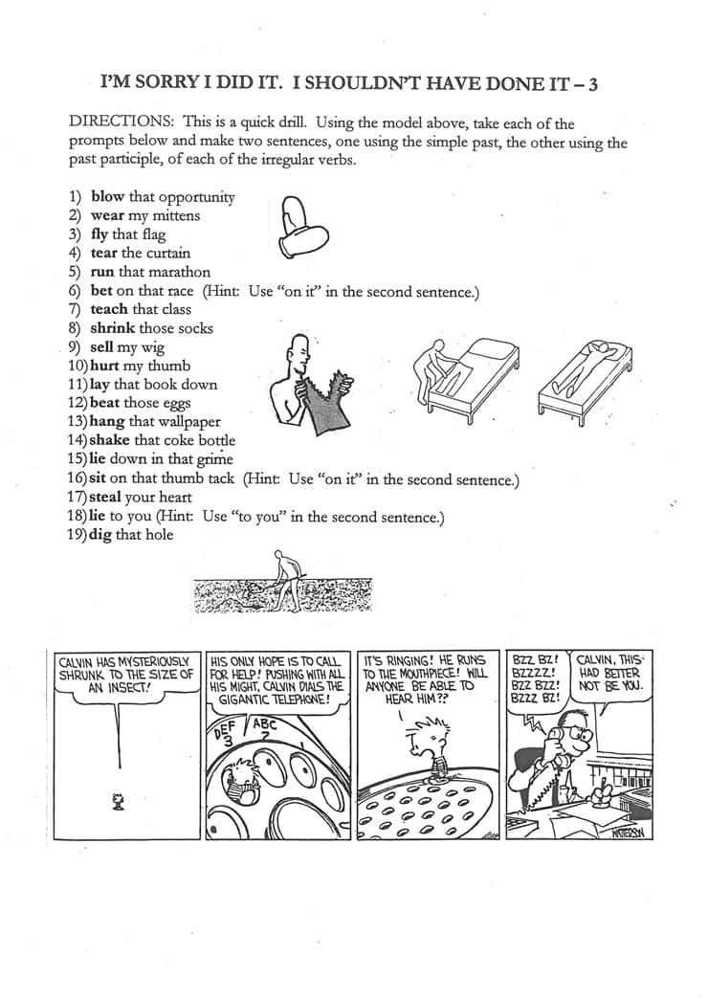 I'M SORRY I DID IT. I SHOULDN'T HAVE DONE IT – 3
DIRECTIONS: This is a quick drill. Using the model above, take each of the
prompts below and make two sentences, one using the simple past, the other using the
past participle, of each of the irregular verbs.
1) blow that opportunity
2) wear my mittens
3) fly that flag
4) tear the curtain
5) run that marathon
6) bet on that race (Hint: Use "on it" in the second sentence.)
7) teach that class
8) shrink those socks
9) sell my wig
10) hurt my thumb
11) lay that book down
12) beat those eggs
13) hang that wallpaper
14) shake that coke bottle
15) lie down in that grime
16) sit on that thumb tack (Hint: Use "on it" in the second sentence.)
17) steal your heart
18) lie to you (Hint: Use "to you" in the second sentence.)
19) dig that hole
CALVIN HAS MYSTERIOUSLY
SHRUNK TO THE SIZE OF
AN INSECT!
HIS ONLY HOPE IS TO CALL
FOR HELP! PUSHING WITH ALL
HIS MIGHT, CALVIN DIALS THE
GIGANTIC TELEPHONE!
DEF
3
ABC
2
1
IT'S RINGING! HE RUNS
TO THE MOUTHPIECE! WILL
ANYONE BE ABLE TO
HEAR HIM??
BZZ BZ!
BZZZZ!
BZZ BZZ!
BZZZ BZ!
CALVIN, THIS
HAD BETTER
NOT BE YOU.
WATTERSON